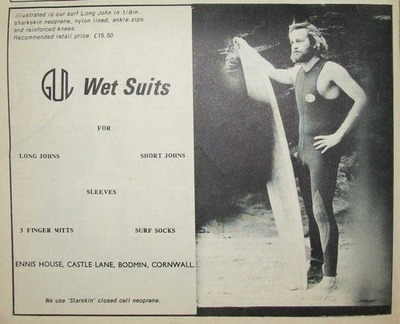 Illustrated is our surf Long John in 1/8in.
sharkskin neoprene, nylon lined, ankle zips
and reinforced knees.
Recommended retail price: £15.50
GUL Wet Suits
FOR
LONG JOHNS SHORT JOHNS
SLEEVES
3 FINGER MITTS SURF SOCKS
ENNIS HOUSE, CASTLE LANE, BODMIN, CORNWALL.
We use 'Starskin' closed cell neoprene.